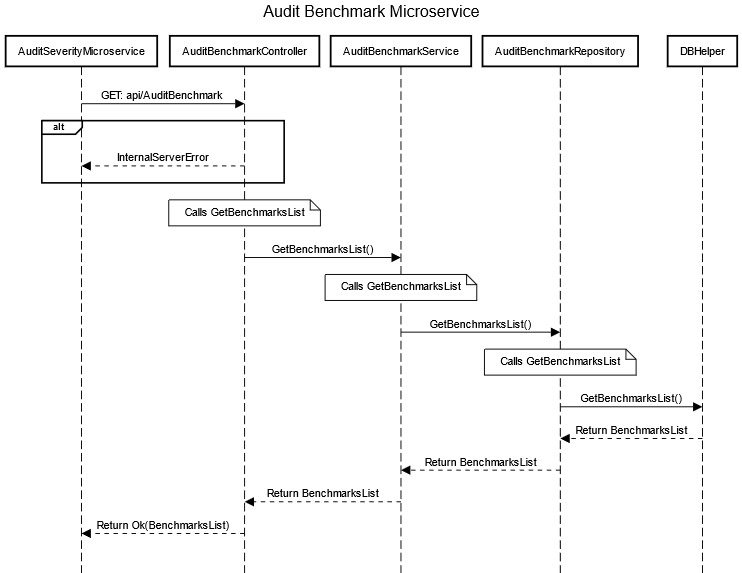 Audit Benchmark Microservice
AuditSeverityMicroservice
AuditBenchmarkController
AuditBenchmarkService
AuditBenchmarkRepository
DBHelper
GET: api/AuditBenchmark
alt
InternalServerError
Calls GetBenchmarksList
GetBenchmarksList()
Calls GetBenchmarksList
GetBenchmarksList()
Calls GetBenchmarksList
GetBenchmarksList()
Return BenchmarksList
Return BenchmarksList
Return BenchmarksList
Return Ok(BenchmarksList)